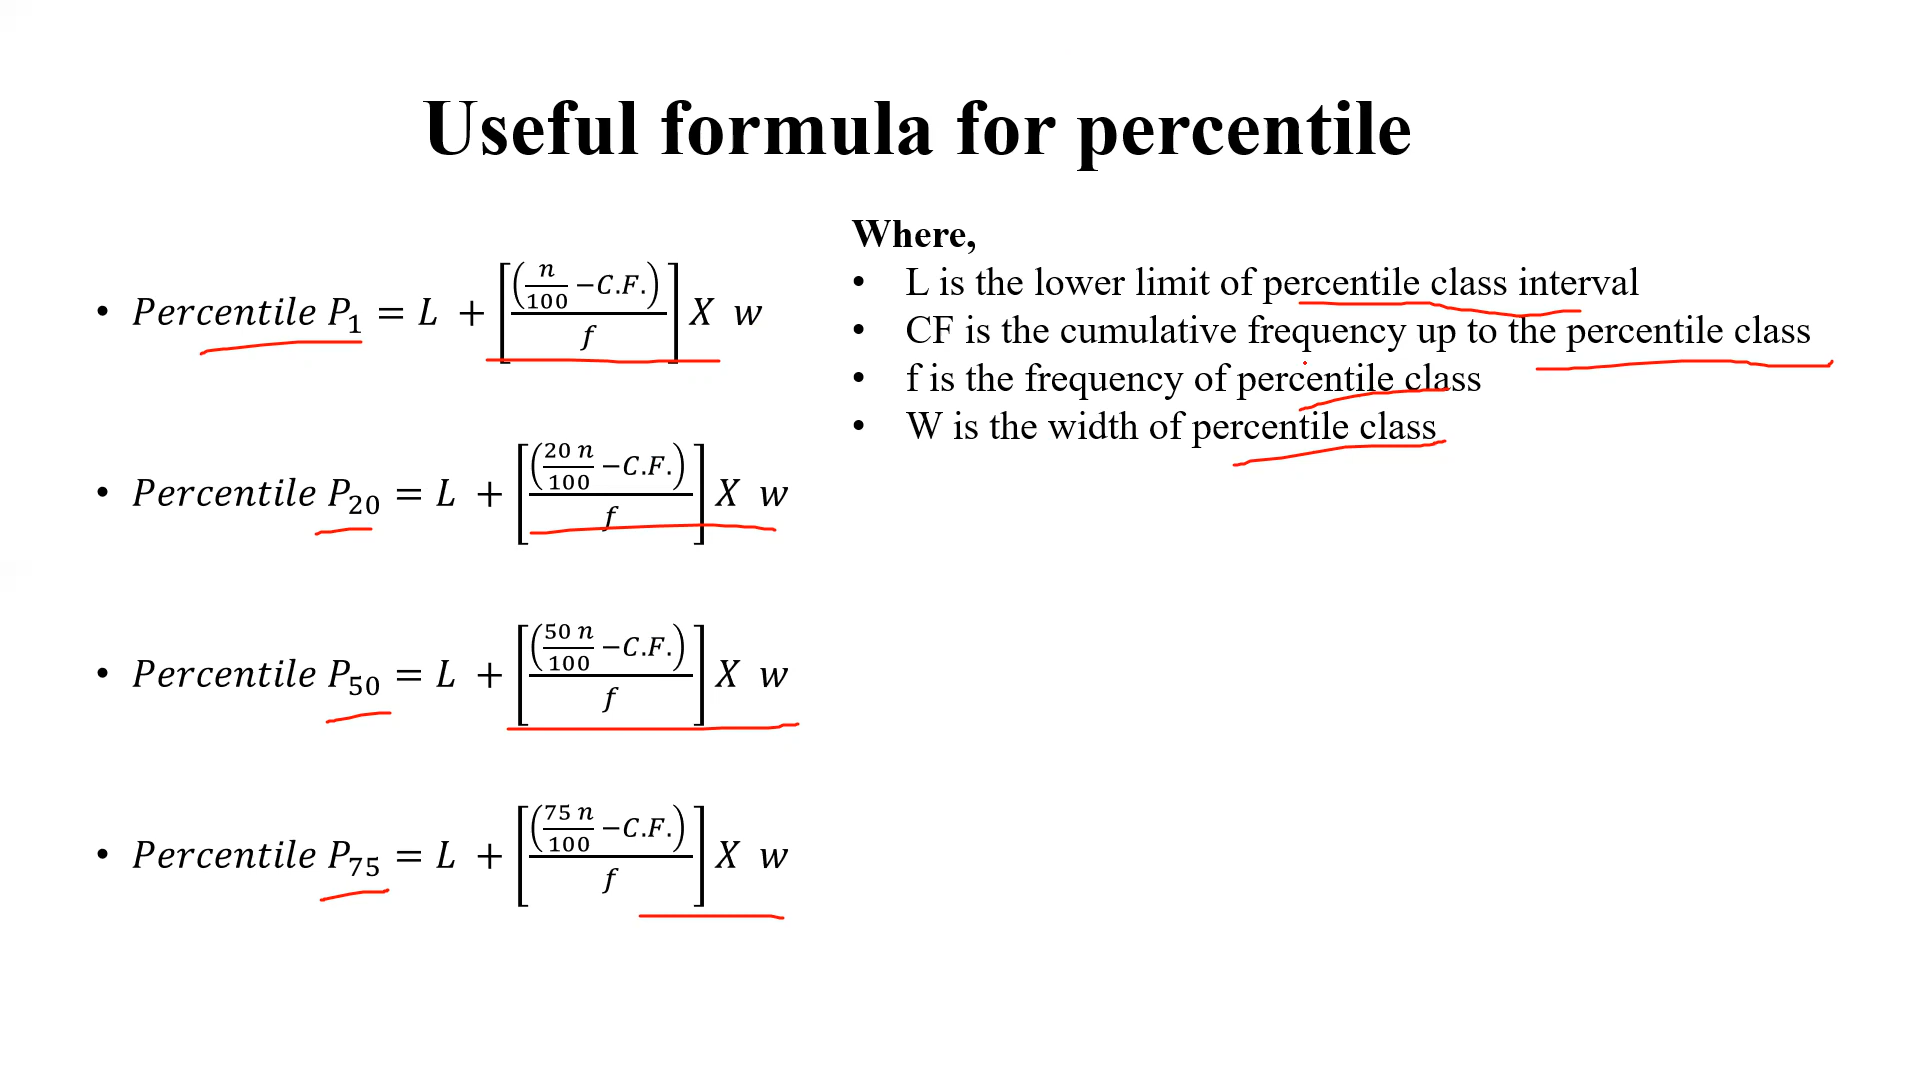 Useful formula for percentile
• Percentile P₁ = L + [(n/100 −C.F.)/f] X w
• Percentile P₂₀ = L + [(20 n/100 −C.F.)/f] X w
• Percentile P₅₀ = L + [(50 n/100 −C.F.)/f] X w
• Percentile P₇₅ = L + [(75 n/100 −C.F.)/f] X w
Where,
• L is the lower limit of percentile class interval
• CF is the cumulative frequency up to the percentile class
• f is the frequency of percentile class
• W is the width of percentile class